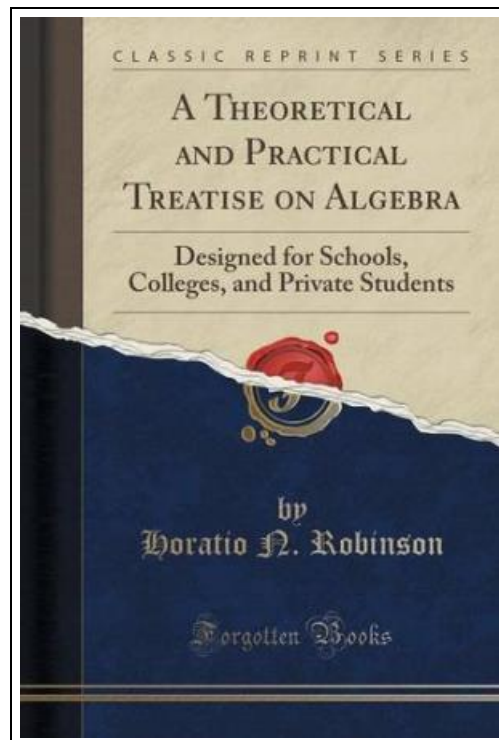 CLASSIC REPRINT SERIES
A THEORETICAL
AND PRACTICAL
TREATISE ON ALGEBRA
Designed for Schools,
Colleges, and Private Students
F
by
Horatio N. Robinson
Forgotten Books